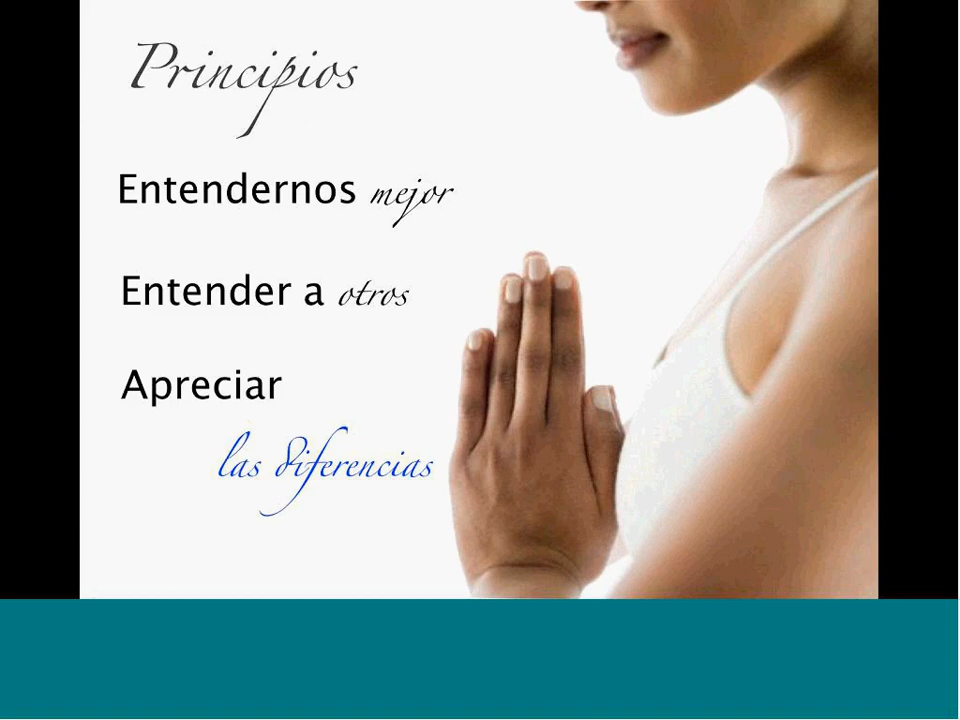 Principios
Entendernos mejor
Entender a otros
Apreciar
las diferencias